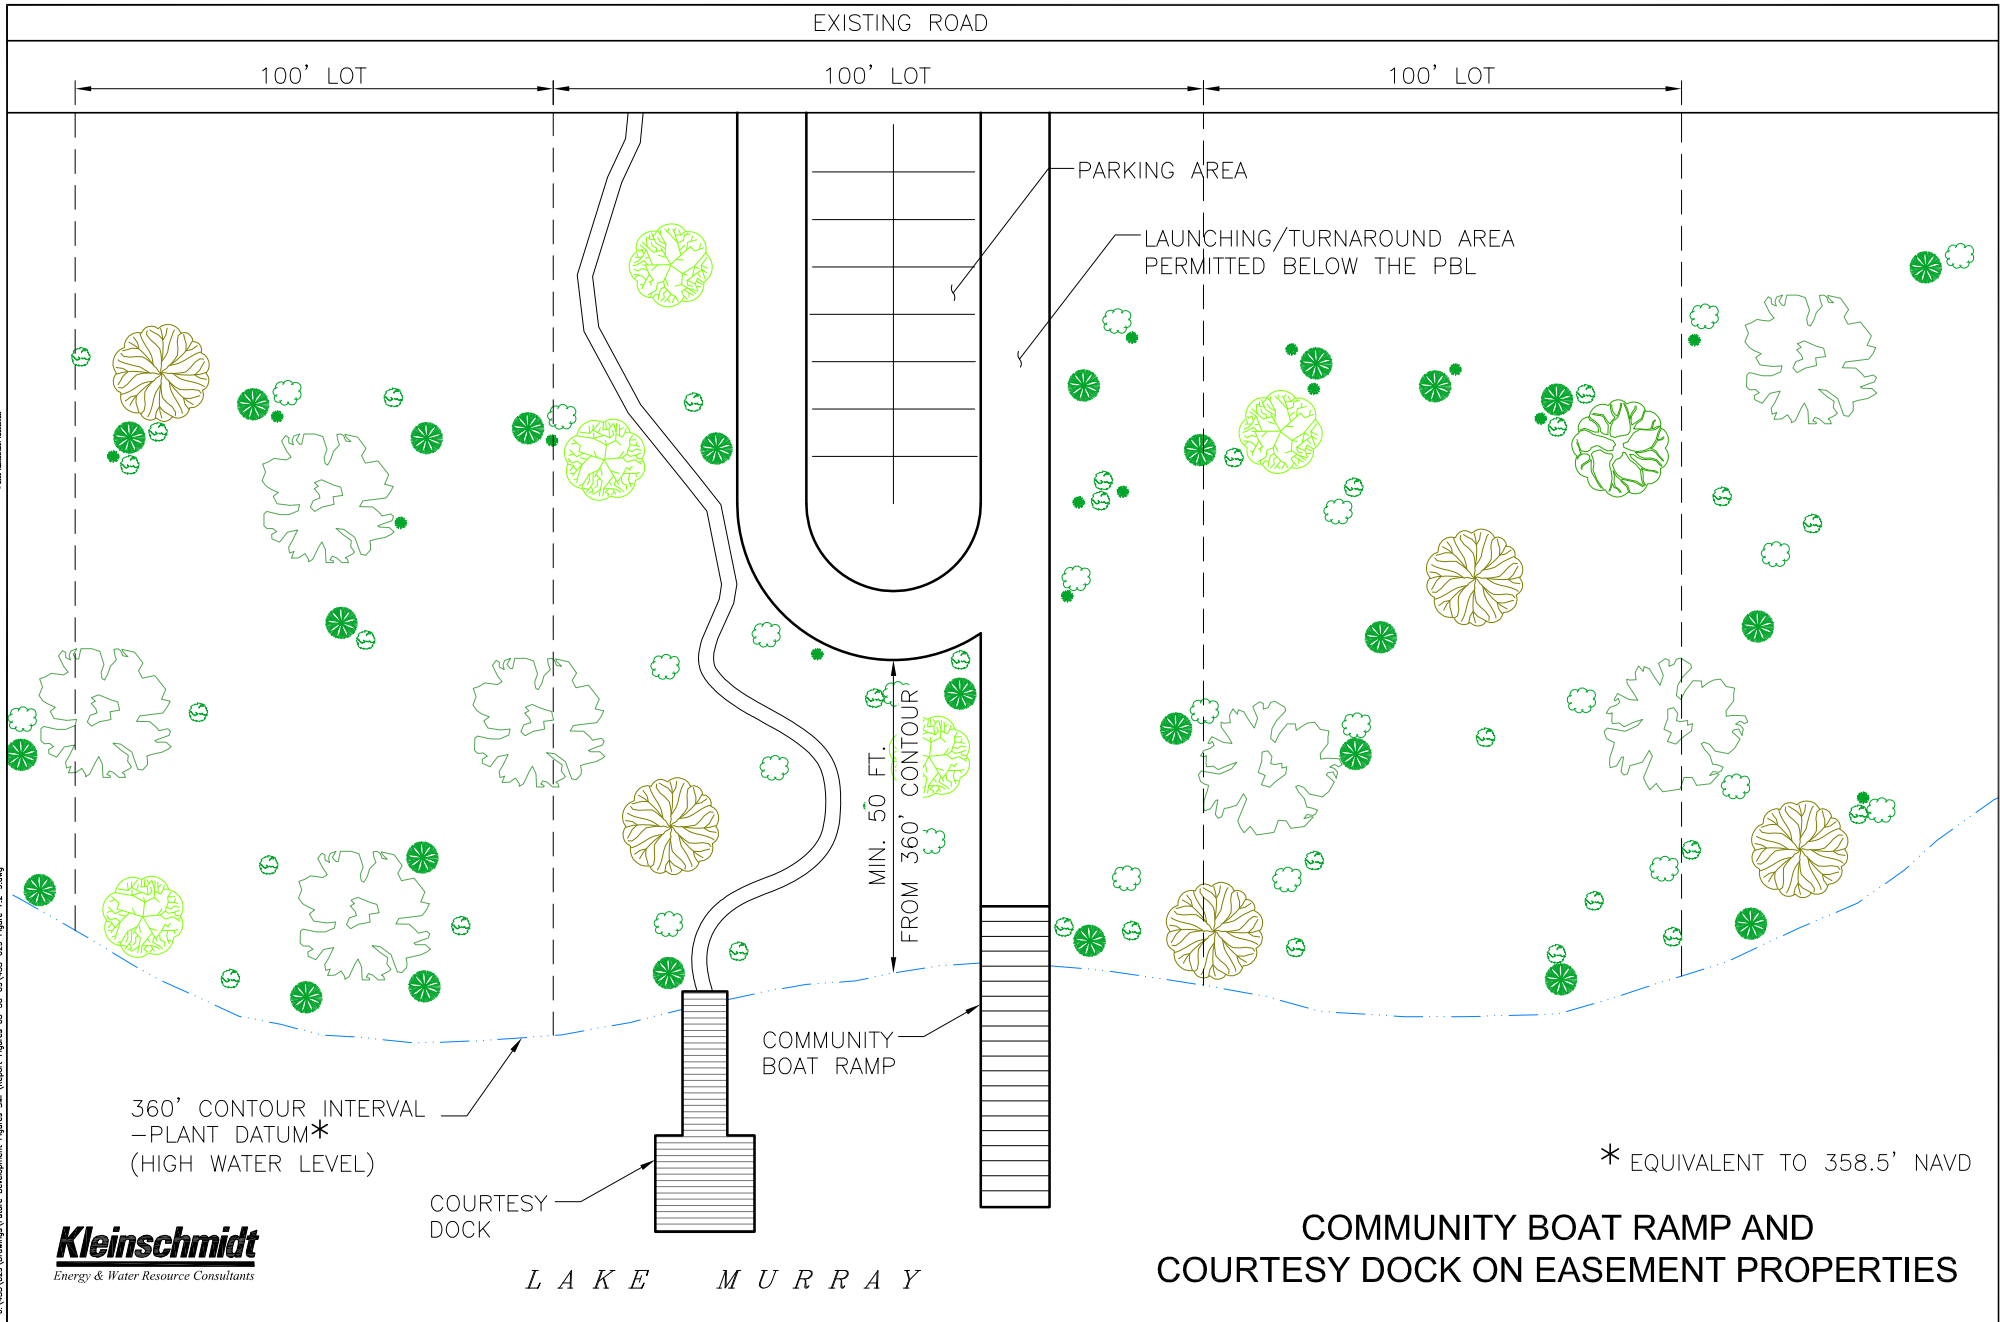 EXISTING ROAD
100' LOT
100' LOT
100' LOT
PARKING AREA
LAUNCHING/TURNAROUND AREA
PERMITTED BELOW THE PBL
MIN. 50 FT.
FROM 360' CONTOUR
COMMUNITY
BOAT RAMP
360' CONTOUR INTERVAL
-PLANT DATUM*
(HIGH WATER LEVEL)
COURTESY
DOCK
* EQUIVALENT TO 358.5' NAVD
COMMUNITY BOAT RAMP AND
COURTESY DOCK ON EASEMENT PROPERTIES
Kleinschmidt
Energy & Water Resource Consultants
LAKE MURRAY